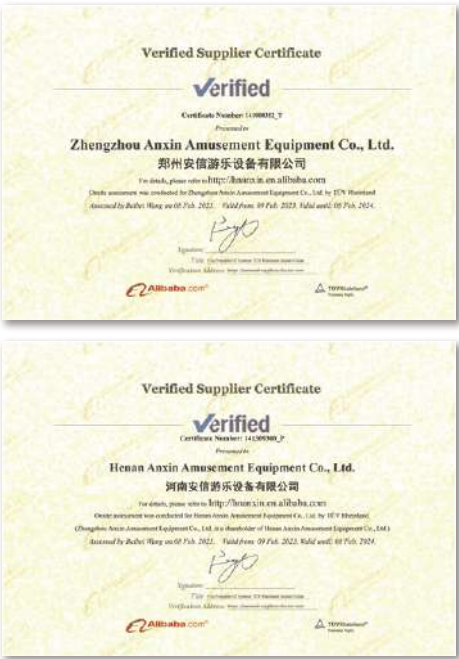 Verified Supplier Certificate
Verified
Certificate Number:
Presented to
Zhengzhou Anxin Amusement Equipment Co., Ltd.
郑州安信游乐设备有限公司
For details, please refer to http://hnanxin.en.alibaba.com
Onsite assessment was conducted for Zhengzhou Anxin Amusement Equipment Co., Ltd. by TÜV Rheinland
Assessed by Beibei Wang on 08 Feb. Valid from: 09 Feb. 2023. Valid until: 08 Feb. 2024.
Signature:
Title:
Verification Address:
Alibaba.com
TÜVRheinland
Verified Supplier Certificate
Verified
Certificate Number:
Presented to
Henan Anxin Amusement Equipment Co., Ltd.
河南安信游乐设备有限公司
For details, please refer to http://hnanxin.en.alibaba.com
Onsite assessment was conducted for Henan Anxin Amusement Equipment Co., Ltd. by TÜV Rheinland
(Zhengzhou Anxin Amusement Equipment Co., Ltd. is shareholder of Henan Anxin Amusement Equipment Co., Ltd.)
Assessed by Beibei Wang on 08 Feb. Valid from: 09 Feb. 2023. Valid until: 08 Feb. 2024.
Signature:
Title:
Verification Address:
Alibaba.com
TÜVRheinland